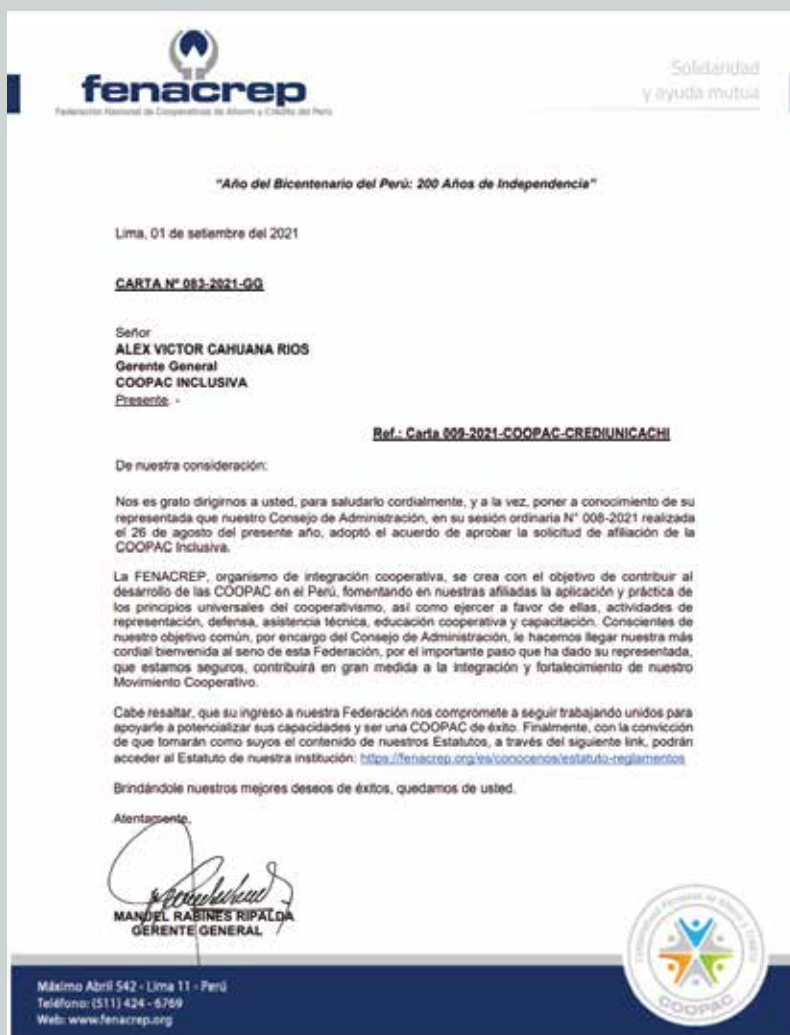 fenacrep
Federación Nacional de Cooperativas de Ahorro y Crédito del Perú
Solidaridad
y ayuda mutua
"Año del Bicentenario del Perú: 200 Años de Independencia"
Lima, 01 de setiembre del 2021
CARTA N° 083-2021-GG
Señor
ALEX VICTOR CAHUANA RIOS
Gerente General
COOPAC INCLUSIVA
Presente. -
Ref.: Carta 009-2021-COOPAC-CREDIUNICACHI
De nuestra consideración:
Nos es grato dirigirnos a usted, para saludarlo cordialmente, y a la vez, poner a conocimiento de su
representada que nuestro Consejo de Administración, en su sesión ordinaria N° 008-2021 realizada
el 26 de agosto del presente año, adoptó el acuerdo de aprobar la solicitud de afiliación de la
COOPAC Inclusiva.
La FENACREP, organismo de integración cooperativa, se crea con el objetivo de contribuir al
desarrollo de las COOPAC en el Perú, fomentando en nuestras afiliadas la aplicación y práctica de
los principios universales del cooperativismo, así como ejercer a favor de ellas, actividades de
representación, defensa, asistencia técnica, educación cooperativa y capacitación. Conscientes de
nuestro objetivo común, por encargo del Consejo de Administración, le hacemos llegar nuestra más
cordial bienvenida al seno de esta Federación, por el importante paso que ha dado su representada,
que estamos seguros, contribuirá en gran medida a la integración y fortalecimiento de nuestro
Movimiento Cooperativo.
Cabe resaltar, que su ingreso a nuestra Federación nos compromete a seguir trabajando unidos para
apoyarle a potencializar sus capacidades y ser una COOPAC de éxito. Finalmente, con la convicción
de que tomarán como suyos el contenido de nuestros Estatutos, a través del siguiente link, podrán
acceder al Estatuto de nuestra institución: https://fenacrep.org/es/conocenos/estatuto-reglamentos
Brindándole nuestros mejores deseos de éxitos, quedamos de usted.
Atentamente,
MANUEL RABINES RIPALDA
GERENTE GENERAL
Máximo Abril 542 - Lima 11 - Perú
Teléfono: (511) 424 - 6769
Web: www.fenacrep.org
COOPAC